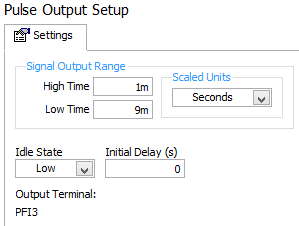 Pulse Output Setup
Settings
Signal Output Range
High Time 1m
Low Time 9m
Scaled Units
Seconds
Idle State Initial Delay (s)
Low 0
Output Terminal:
PFI3